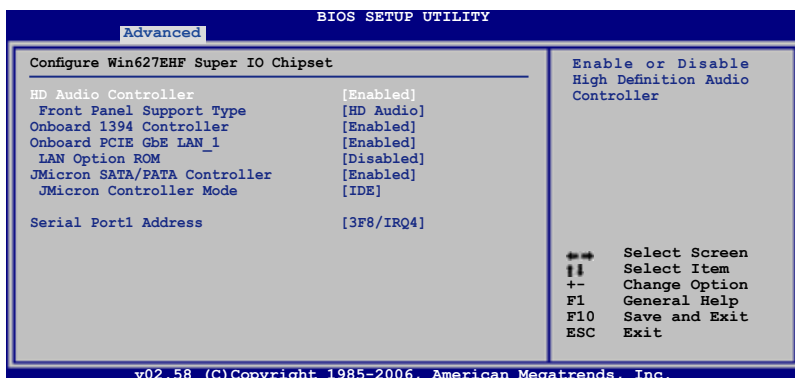 BIOS SETUP UTILITY
Advanced
Configure Win627EHF Super IO Chipset
HD Audio Controller [Enabled]
Front Panel Support Type [HD Audio]
Onboard 1394 Controller [Enabled]
Onboard PCIE GbE LAN_1 [Enabled]
LAN Option ROM [Disabled]
JMicron SATA/PATA Controller [Enabled]
JMicron Controller Mode [IDE]
Serial Port1 Address [3F8/IRQ4]
Enable or Disable
High Definition Audio
Controller
←→ Select Screen
↑↓ Select Item
+- Change Option
F1 General Help
F10 Save and Exit
ESC Exit
v02.58 (C)Copyright 1985-2006, American Megatrends, Inc.